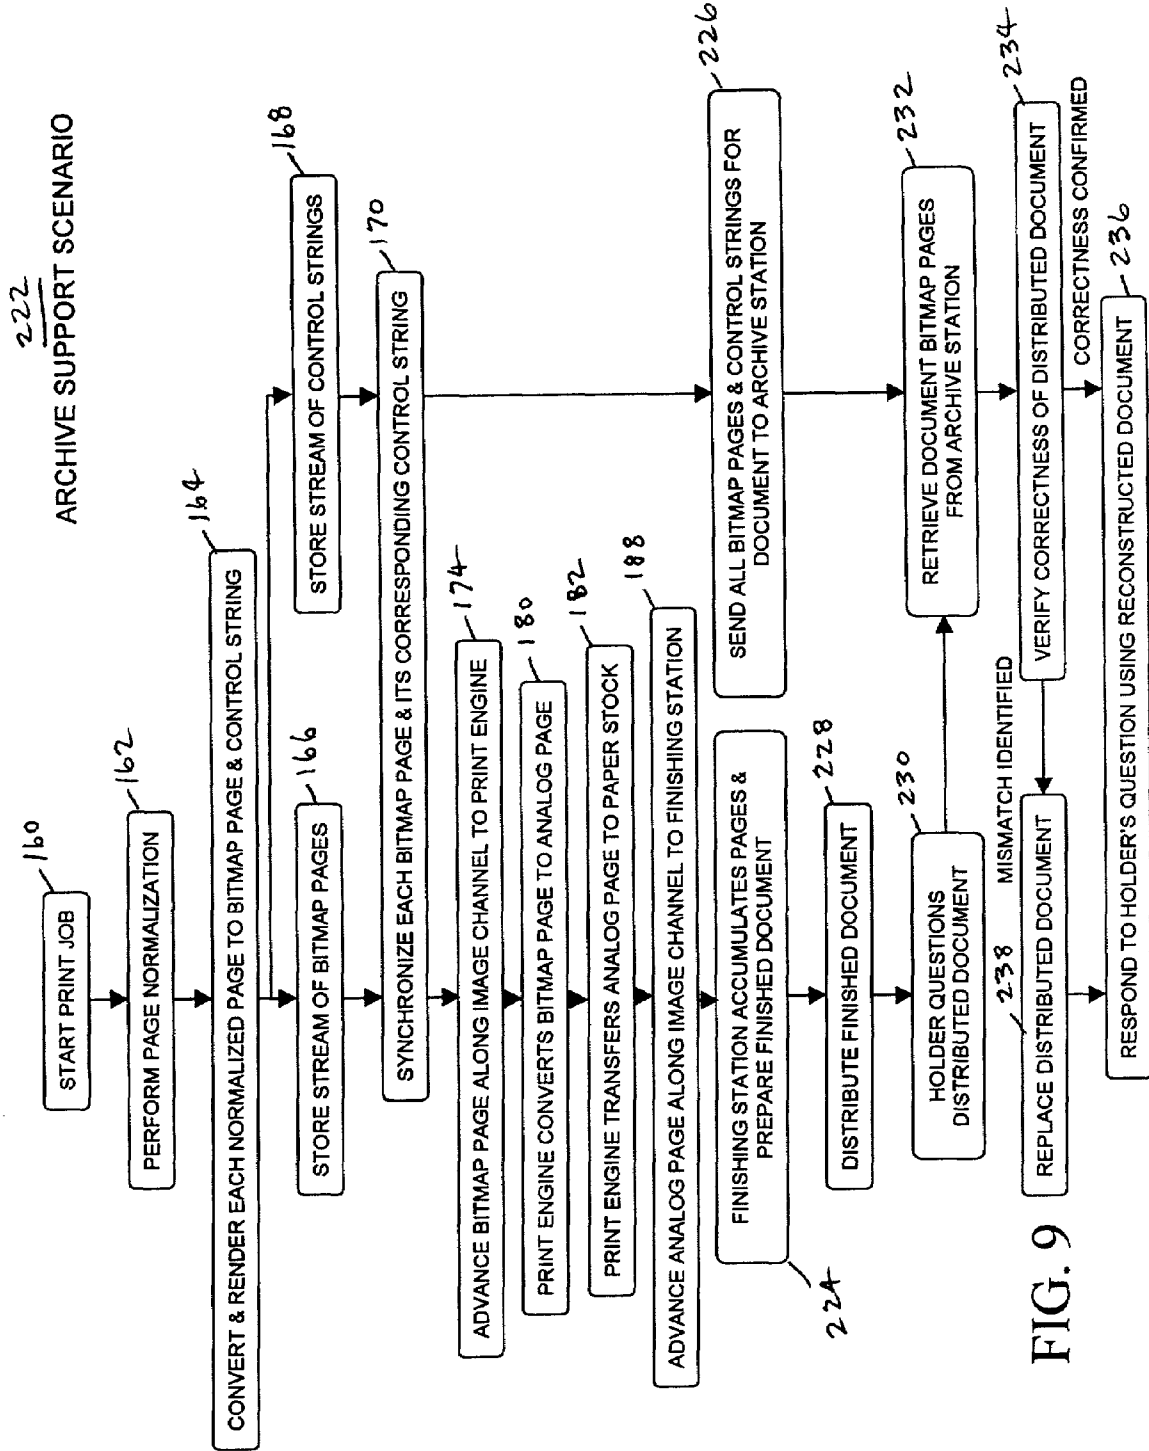 222
ARCHIVE SUPPORT SCENARIO
160
START PRINT JOB
162
PERFORM PAGE NORMALIZATION
164
CONVERT & RENDER EACH NORMALIZED PAGE TO BITMAP PAGE & CONTROL STRING
166
STORE STREAM OF BITMAP PAGES
168
STORE STREAM OF CONTROL STRINGS
170
SYNCHRONIZE EACH BITMAP PAGE & ITS CORRESPONDING CONTROL STRING
174
ADVANCE BITMAP PAGE ALONG IMAGE CHANNEL TO PRINT ENGINE
180
PRINT ENGINE CONVERTS BITMAP PAGE TO ANALOG PAGE
182
PRINT ENGINE TRANSFERS ANALOG PAGE TO PAPER STOCK
188
ADVANCE ANALOG PAGE ALONG IMAGE CHANNEL TO FINISHING STATION
224
FINISHING STATION ACCUMULATES PAGES &
PREPARE FINISHED DOCUMENT
226
SEND ALL BITMAP PAGES & CONTROL STRINGS FOR
DOCUMENT TO ARCHIVE STATION
228
DISTRIBUTE FINISHED DOCUMENT
230
HOLDER QUESTIONS
DISTRIBUTED DOCUMENT
232
RETRIEVE DOCUMENT BITMAP PAGES
FROM ARCHIVE STATION
234
VERIFY CORRECTNESS OF DISTRIBUTED DOCUMENT
MISMATCH IDENTIFIED
CORRECTNESS CONFIRMED
238
REPLACE DISTRIBUTED DOCUMENT
236
RESPOND TO HOLDER'S QUESTION USING RECONSTRUCTED DOCUMENT
FIG. 9